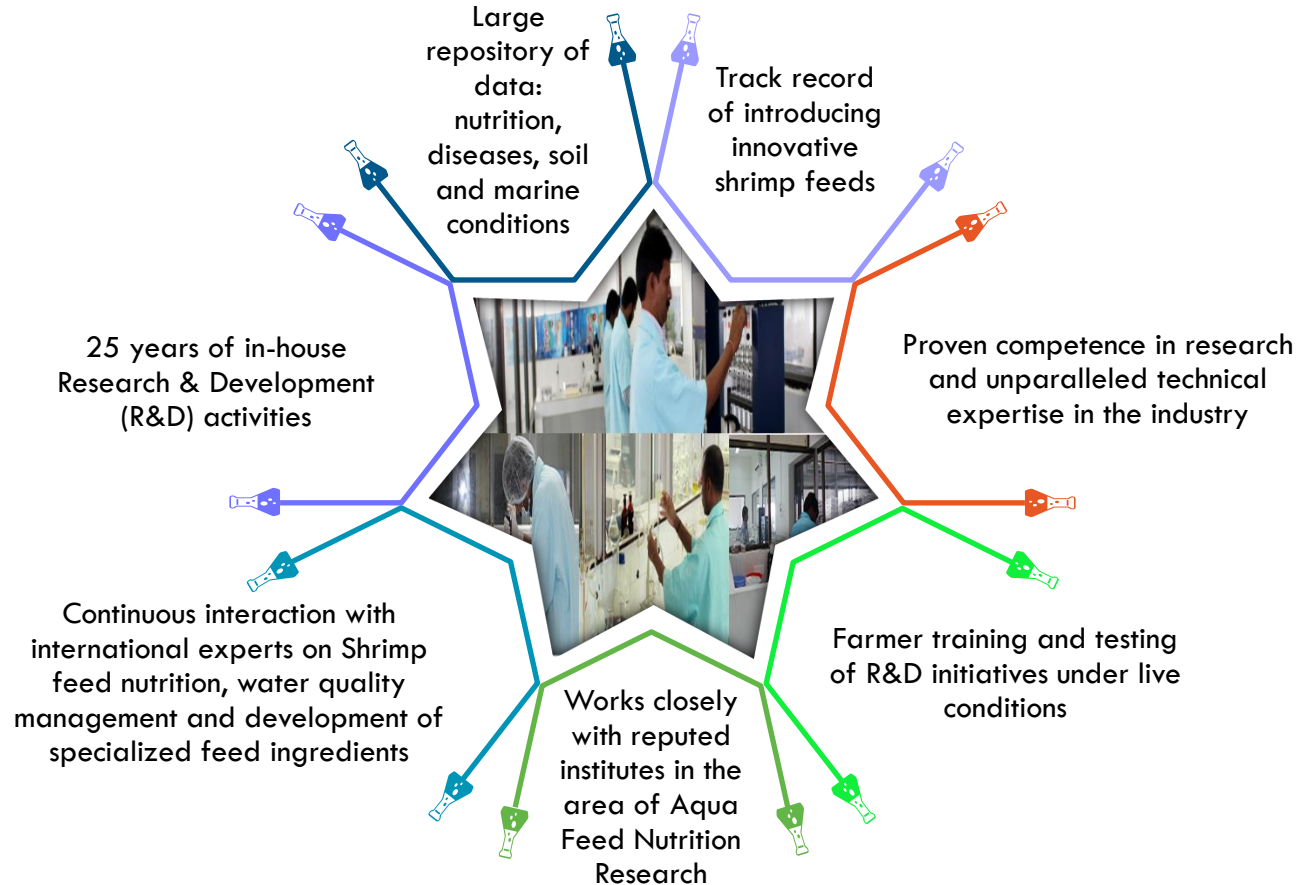 Large
repository of
data:
nutrition,
diseases, soil
and marine
conditions
Track record
of introducing
innovative
shrimp feeds
25 years of in-house
Research & Development
(R&D) activities
Proven competence in research
and unparalleled technical
expertise in the industry
Continuous interaction with
international experts on Shrimp
feed nutrition, water quality
management and development of
specialized feed ingredients
Farmer training and testing
of R&D initiatives under live
conditions
Works closely
with reputed
institutes in the
area of Aqua
Feed Nutrition
Research